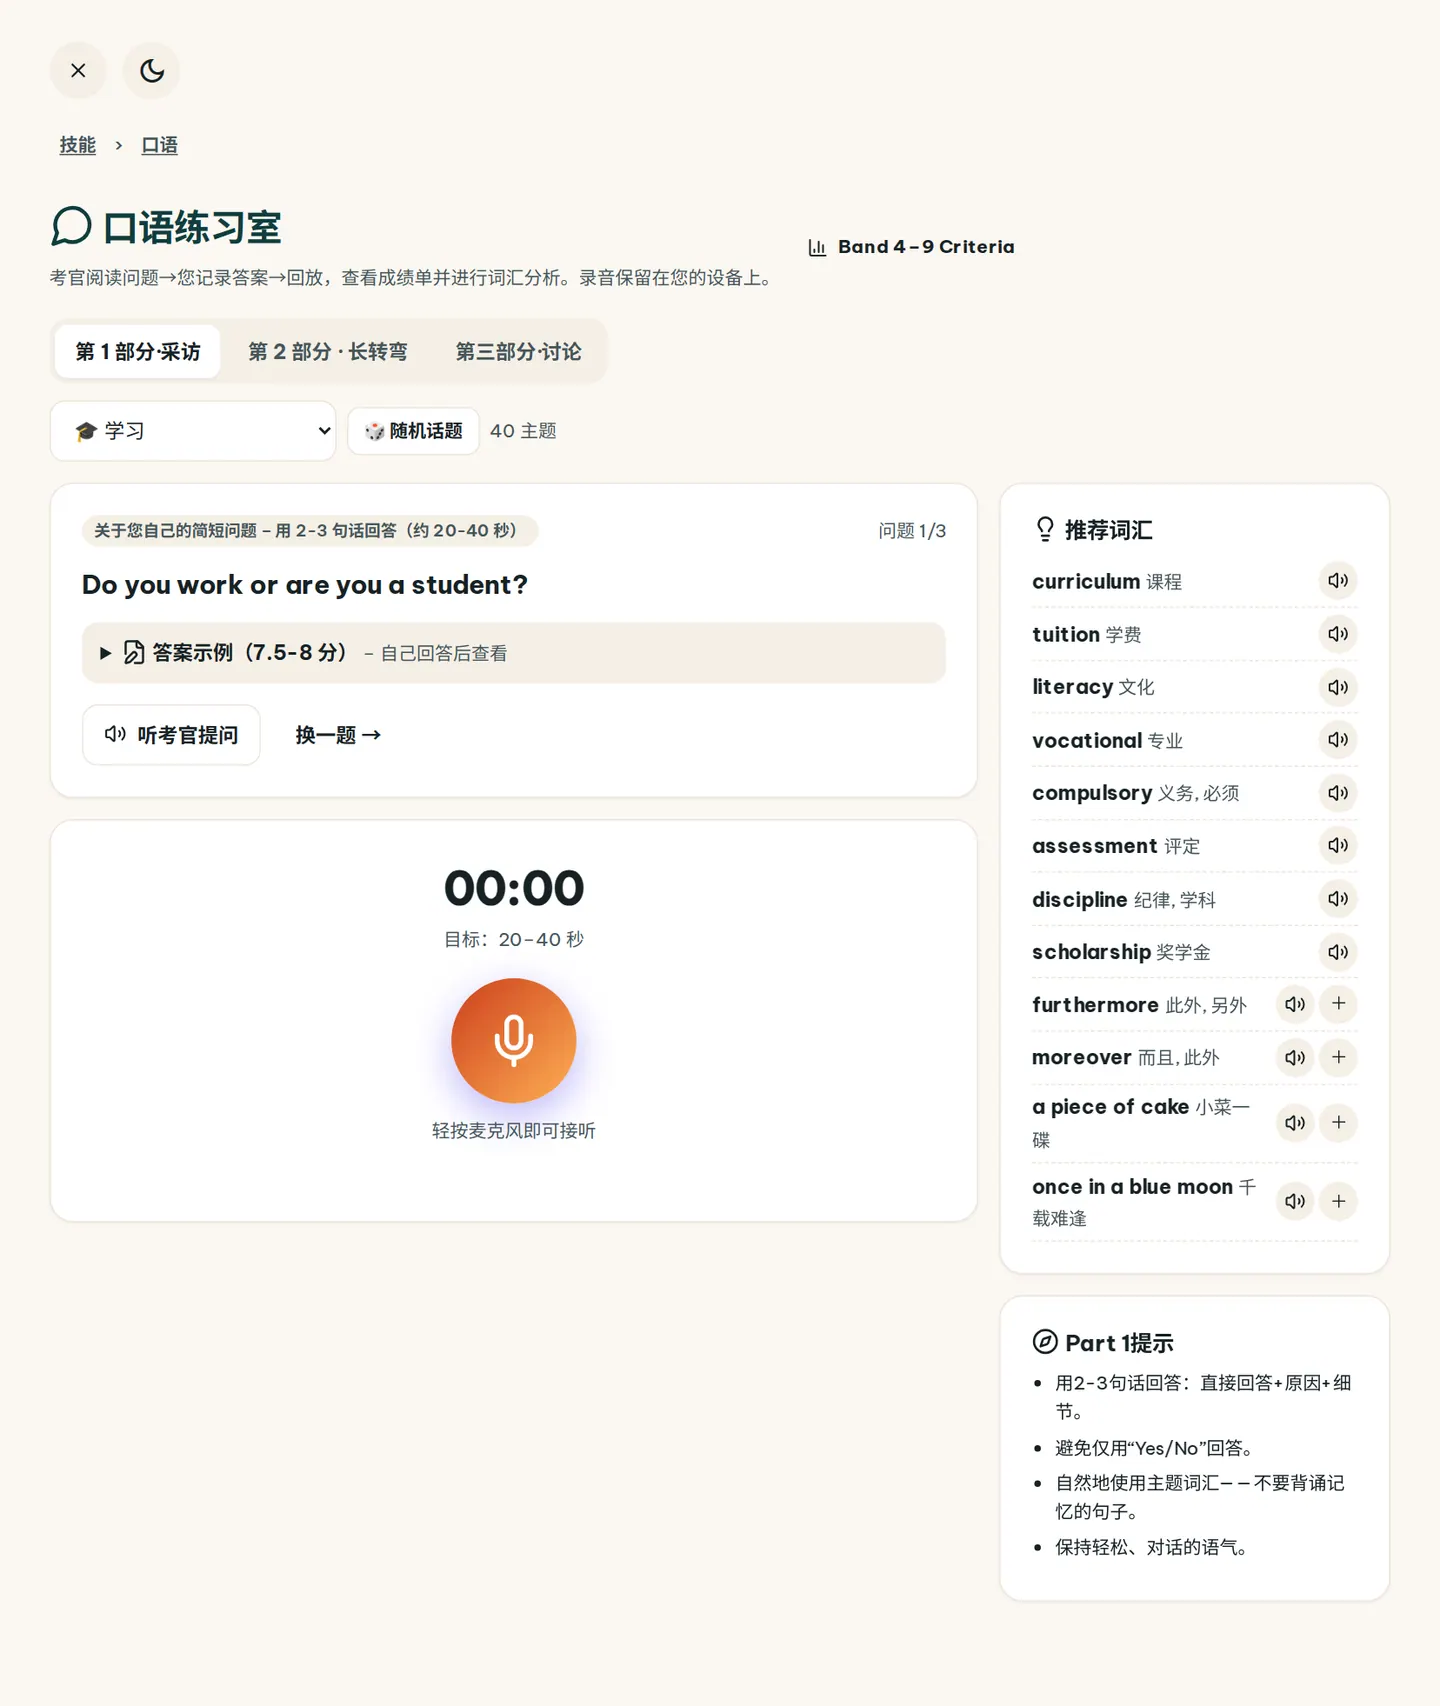 技能 › 口语
口语练习室
考官阅读问题→您记录答案→回放，查看成绩单并进行词汇分析。录音保留在您的设备上。
Band 4–9 Criteria
第 1 部分·采访
第 2 部分 · 长转弯
第三部分·讨论
🎓 学习
🎲 随机话题
40 主题
关于您自己的简短问题 – 用 2-3 句话回答（约 20-40 秒）
问题 1/3
Do you work or are you a student?
▶ 答案示例（7.5-8 分） – 自己回答后查看
听考官提问
换一题 →
00:00
目标：20–40 秒
轻按麦克风即可接听
推荐词汇
curriculum 课程
tuition 学费
literacy 文化
vocational 专业
compulsory 义务, 必须
assessment 评定
discipline 纪律, 学科
scholarship 奖学金
furthermore 此外, 另外
moreover 而且, 此外
a piece of cake 小菜一
碟
once in a blue moon 千
载难逢
Part 1提示
• 用2-3句话回答：直接回答+原因+细
节。
• 避免仅用“Yes/No”回答。
• 自然地使用主题词汇——不要背诵记
忆的句子。
• 保持轻松、对话的语气。